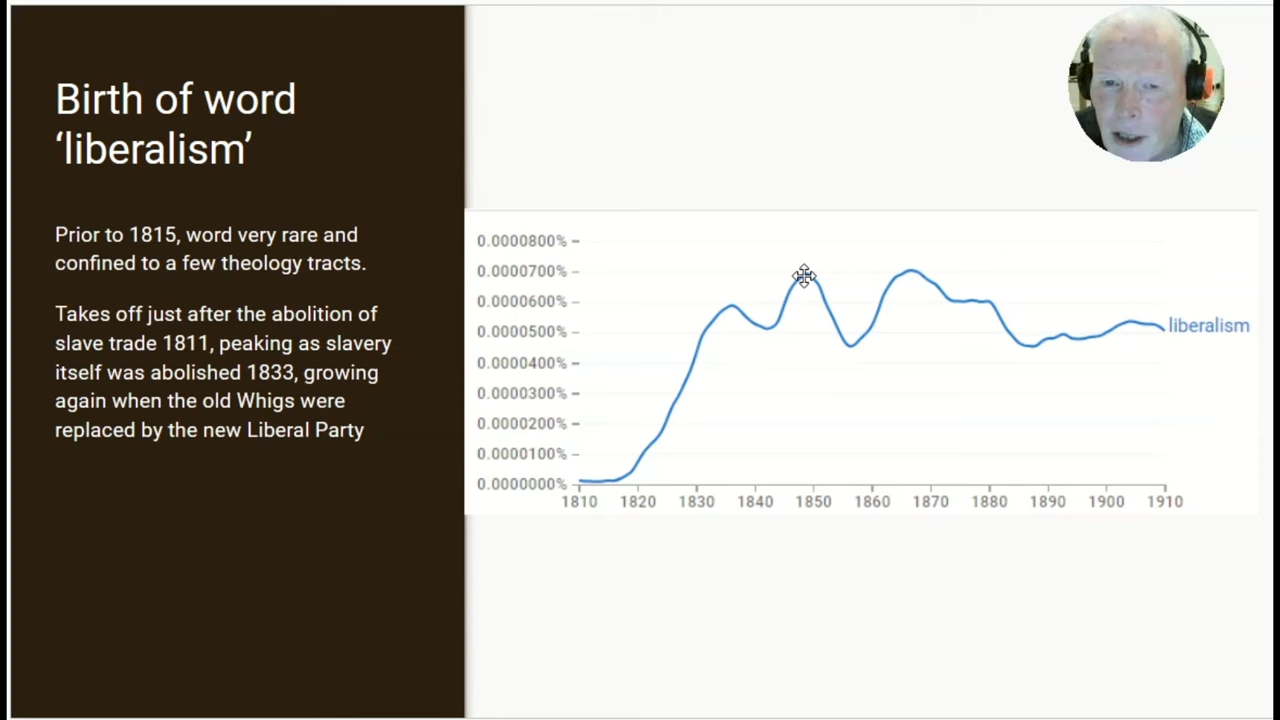 Birth of word
‘liberalism’
Prior to 1815, word very rare and
confined to a few theology tracts.
Takes off just after the abolition of
slave trade 1811, peaking as slavery
itself was abolished 1833, growing
again when the old Whigs were
replaced by the new Liberal Party
0.0000800%
0.0000700%
0.0000600%
0.0000500%
0.0000400%
0.0000300%
0.0000200%
0.0000100%
0.0000000%
liberalism
1810 1820 1830 1840 1850 1860 1870 1880 1890 1900 1910